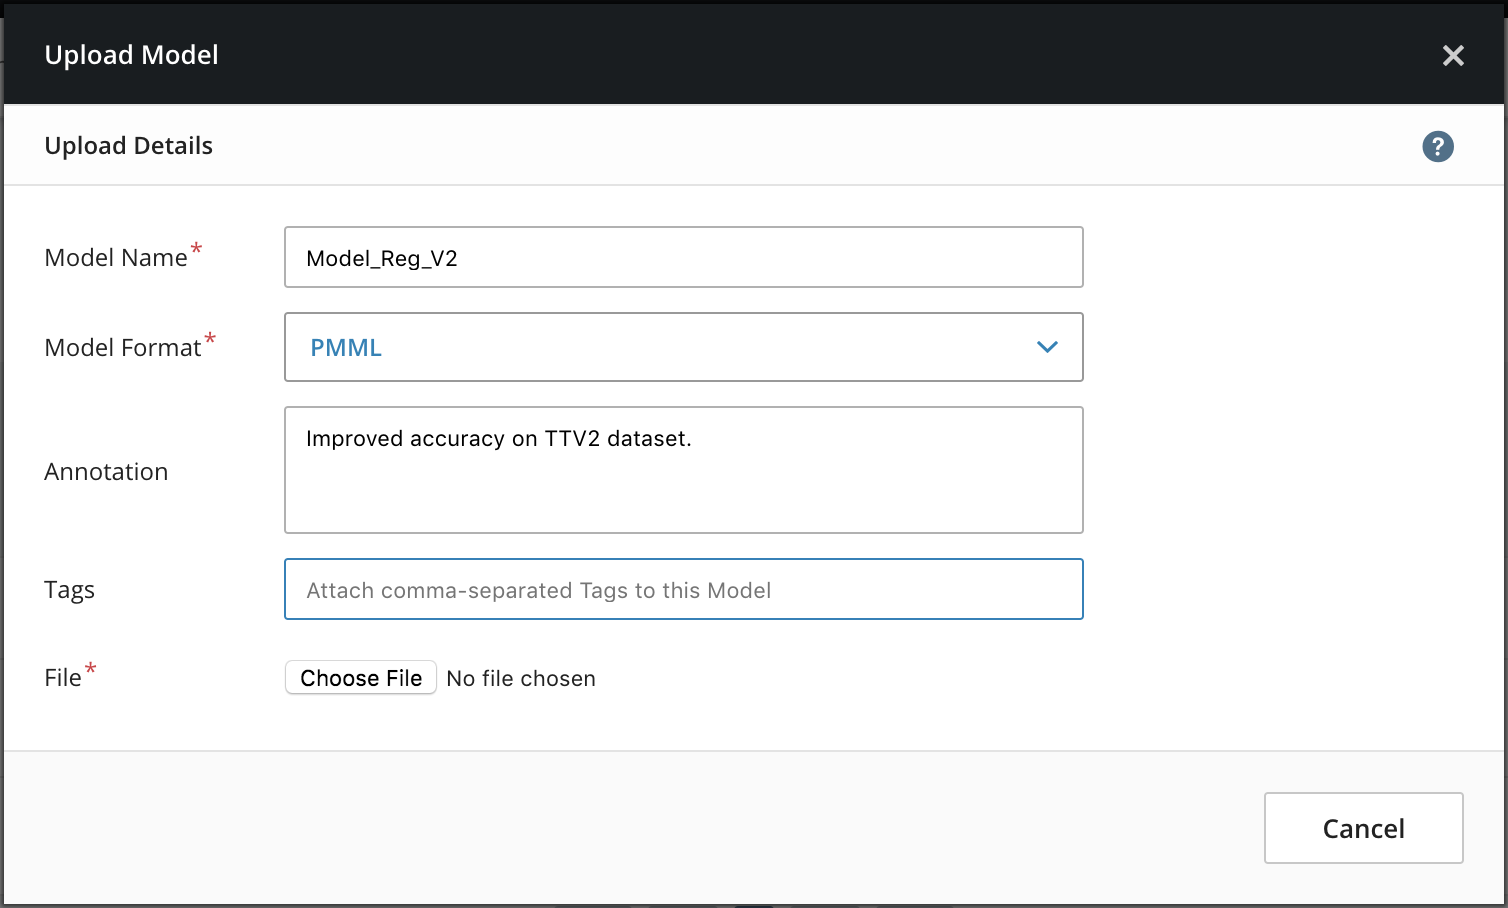 Upload Model
Upload Details
?
Model Name*
Model_Reg_V2
Model Format*
PMML
Annotation
Improved accuracy on TTV2 dataset.
Tags
Attach comma-separated Tags to this Model
File*
Choose File No file chosen
Cancel